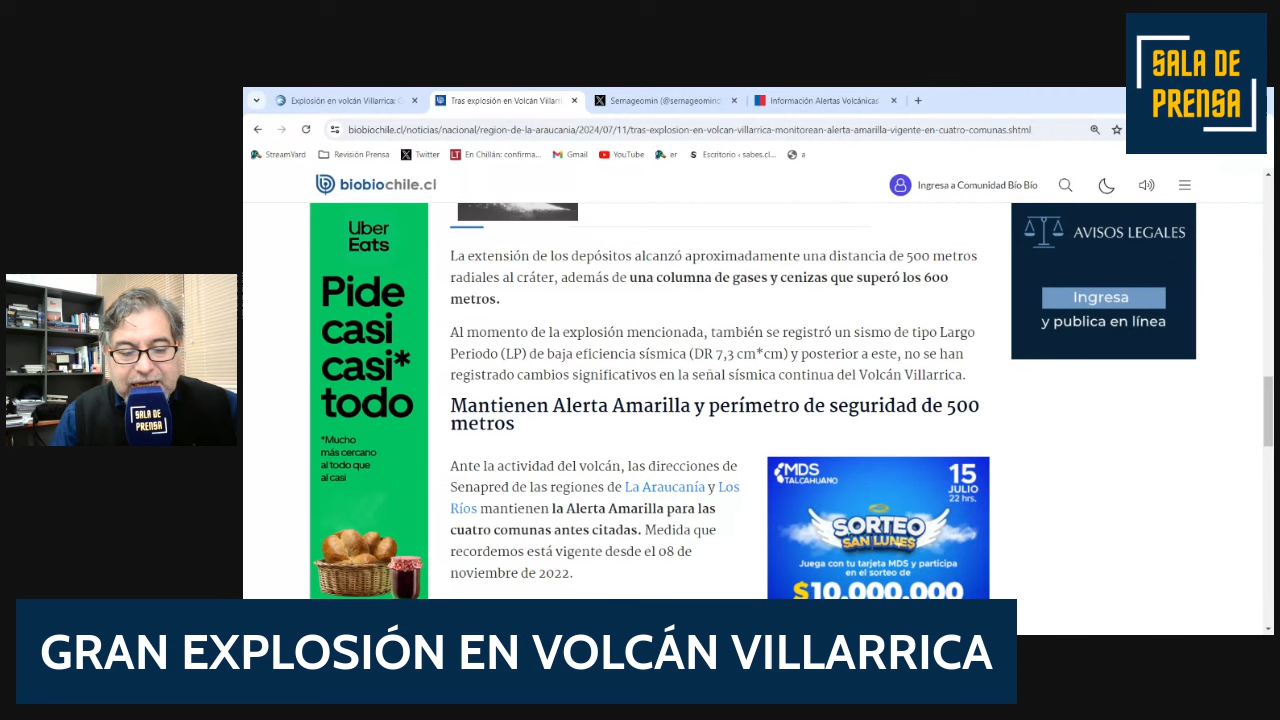 SALA DE
PRENSA
Explosión en volcán Villarrica:
Tras explosión en Volcán Villarri
Sernageomin (@sernageomin
Información Alertas Volcánicas
biobiochile.cl/noticias/nacional/region-de-la-araucania/2024/07/11/tras-explosion-en-volcan-villarrica-monitorean-alerta-amarilla-vigente-en-cuatro-comunas.shtml
StreamYard
Revisión Prensa
Twitter
En Chillán: confirma...
Gmail
YouTube
er
Escritorio ‹ sabes.cl...
a
biobiochile.cl
Ingresa a Comunidad Bío Bío
Uber
Eats
Pide
casi
casi*
todo
*Mucho
más cercano
al todo que
al casi
La extensión de los depósitos alcanzó aproximadamente una distancia de 500 metros
radiales al cráter, además de una columna de gases y cenizas que superó los 600
metros.
Al momento de la explosión mencionada, también se registró un sismo de tipo Largo
Periodo (LP) de baja eficiencia sísmica (DR 7,3 cm*cm) y posterior a este, no se han
registrado cambios significativos en la señal sísmica continua del Volcán Villarrica.
Mantienen Alerta Amarilla y perímetro de seguridad de 500
metros
Ante la actividad del volcán, las direcciones de
Senapred de las regiones de La Araucanía y Los
Ríos mantienen la Alerta Amarilla para las
cuatro comunas antes citadas. Medida que
recordemos está vigente desde el 08 de
noviembre de 2022.
AVISOS LEGALES
Ingresa
y publica en línea
MDS
TALCAHUANO
15
JULIO
22 hrs.
SORTEO
SAN LUNES
Juega con tu tarjeta MDS y participa
en el sorteo de
$10.000.000
SALA DE
PRENSA
GRAN EXPLOSIÓN EN VOLCÁN VILLARRICA